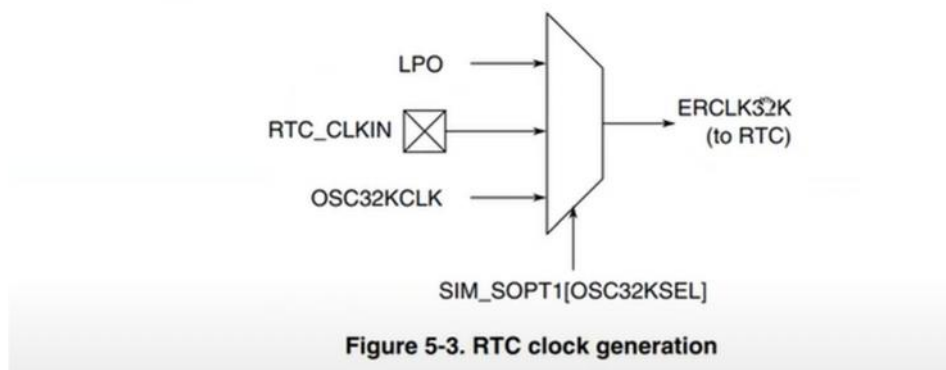 LPO
RTC_CLKIN
OSC32KCLK
ERCLK32K
(to RTC)
SIM_SOPT1[OSC32KSEL]
Figure 5-3. RTC clock generation